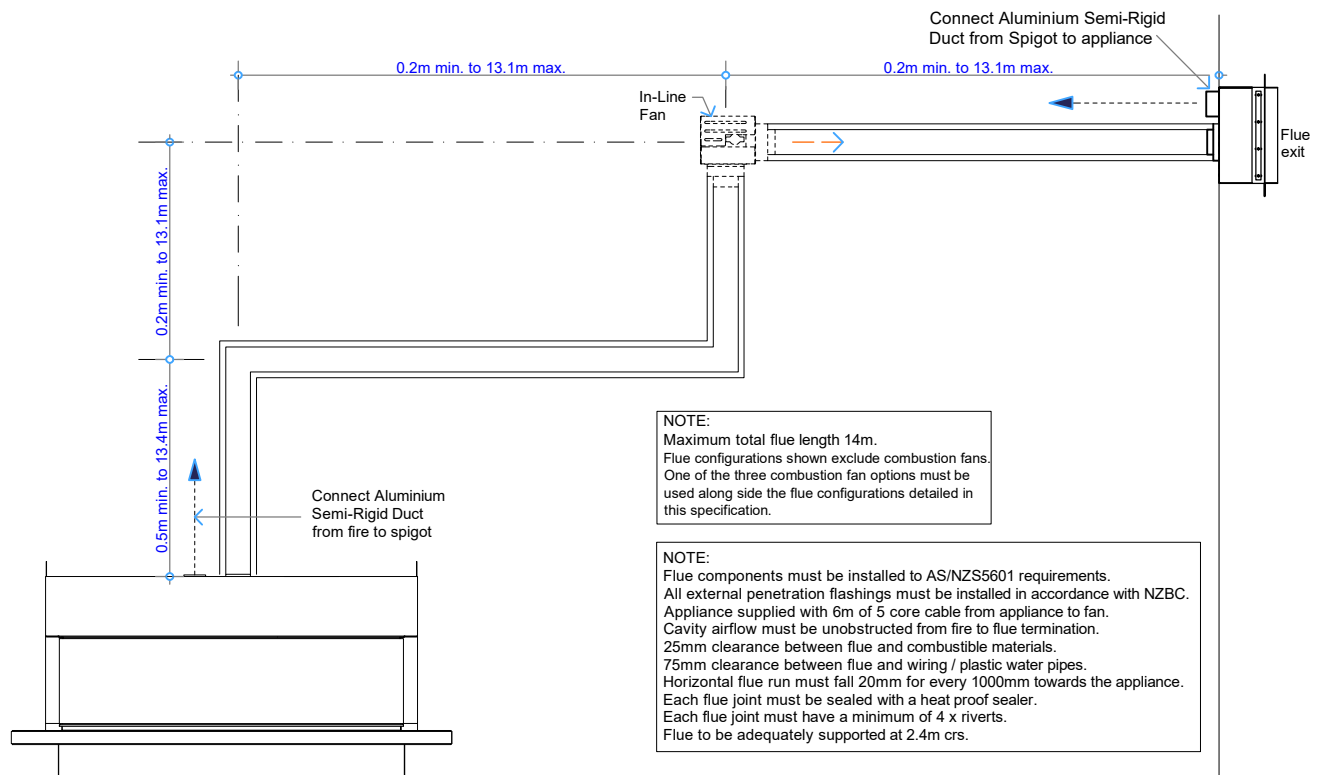 Connect Aluminium Semi-Rigid
Duct from Spigot to appliance
0.2m min. to 13.1m max.
0.2m min. to 13.1m max.
In-Line
Fan
Flue
exit
0.2m min. to 13.1m max.
0.5m min. to 13.4m max.
Connect Aluminium
Semi-Rigid Duct
from fire to spigot
NOTE:
Maximum total flue length 14m.
Flue configurations shown exclude combustion fans.
One of the three combustion fan options must be
used along side the flue configurations detailed in
this specification.
NOTE:
Flue components must be installed to AS/NZS5601 requirements.
All external penetration flashings must be installed in accordance with NZBC.
Appliance supplied with 6m of 5 core cable from appliance to fan.
Cavity airflow must be unobstructed from fire to flue termination.
25mm clearance between flue and combustible materials.
75mm clearance between flue and wiring / plastic water pipes.
Horizontal flue run must fall 20mm for every 1000mm towards the appliance.
Each flue joint must be sealed with a heat proof sealer.
Each flue joint must have a minimum of 4 x riverts.
Flue to be adequately supported at 2.4m crs.